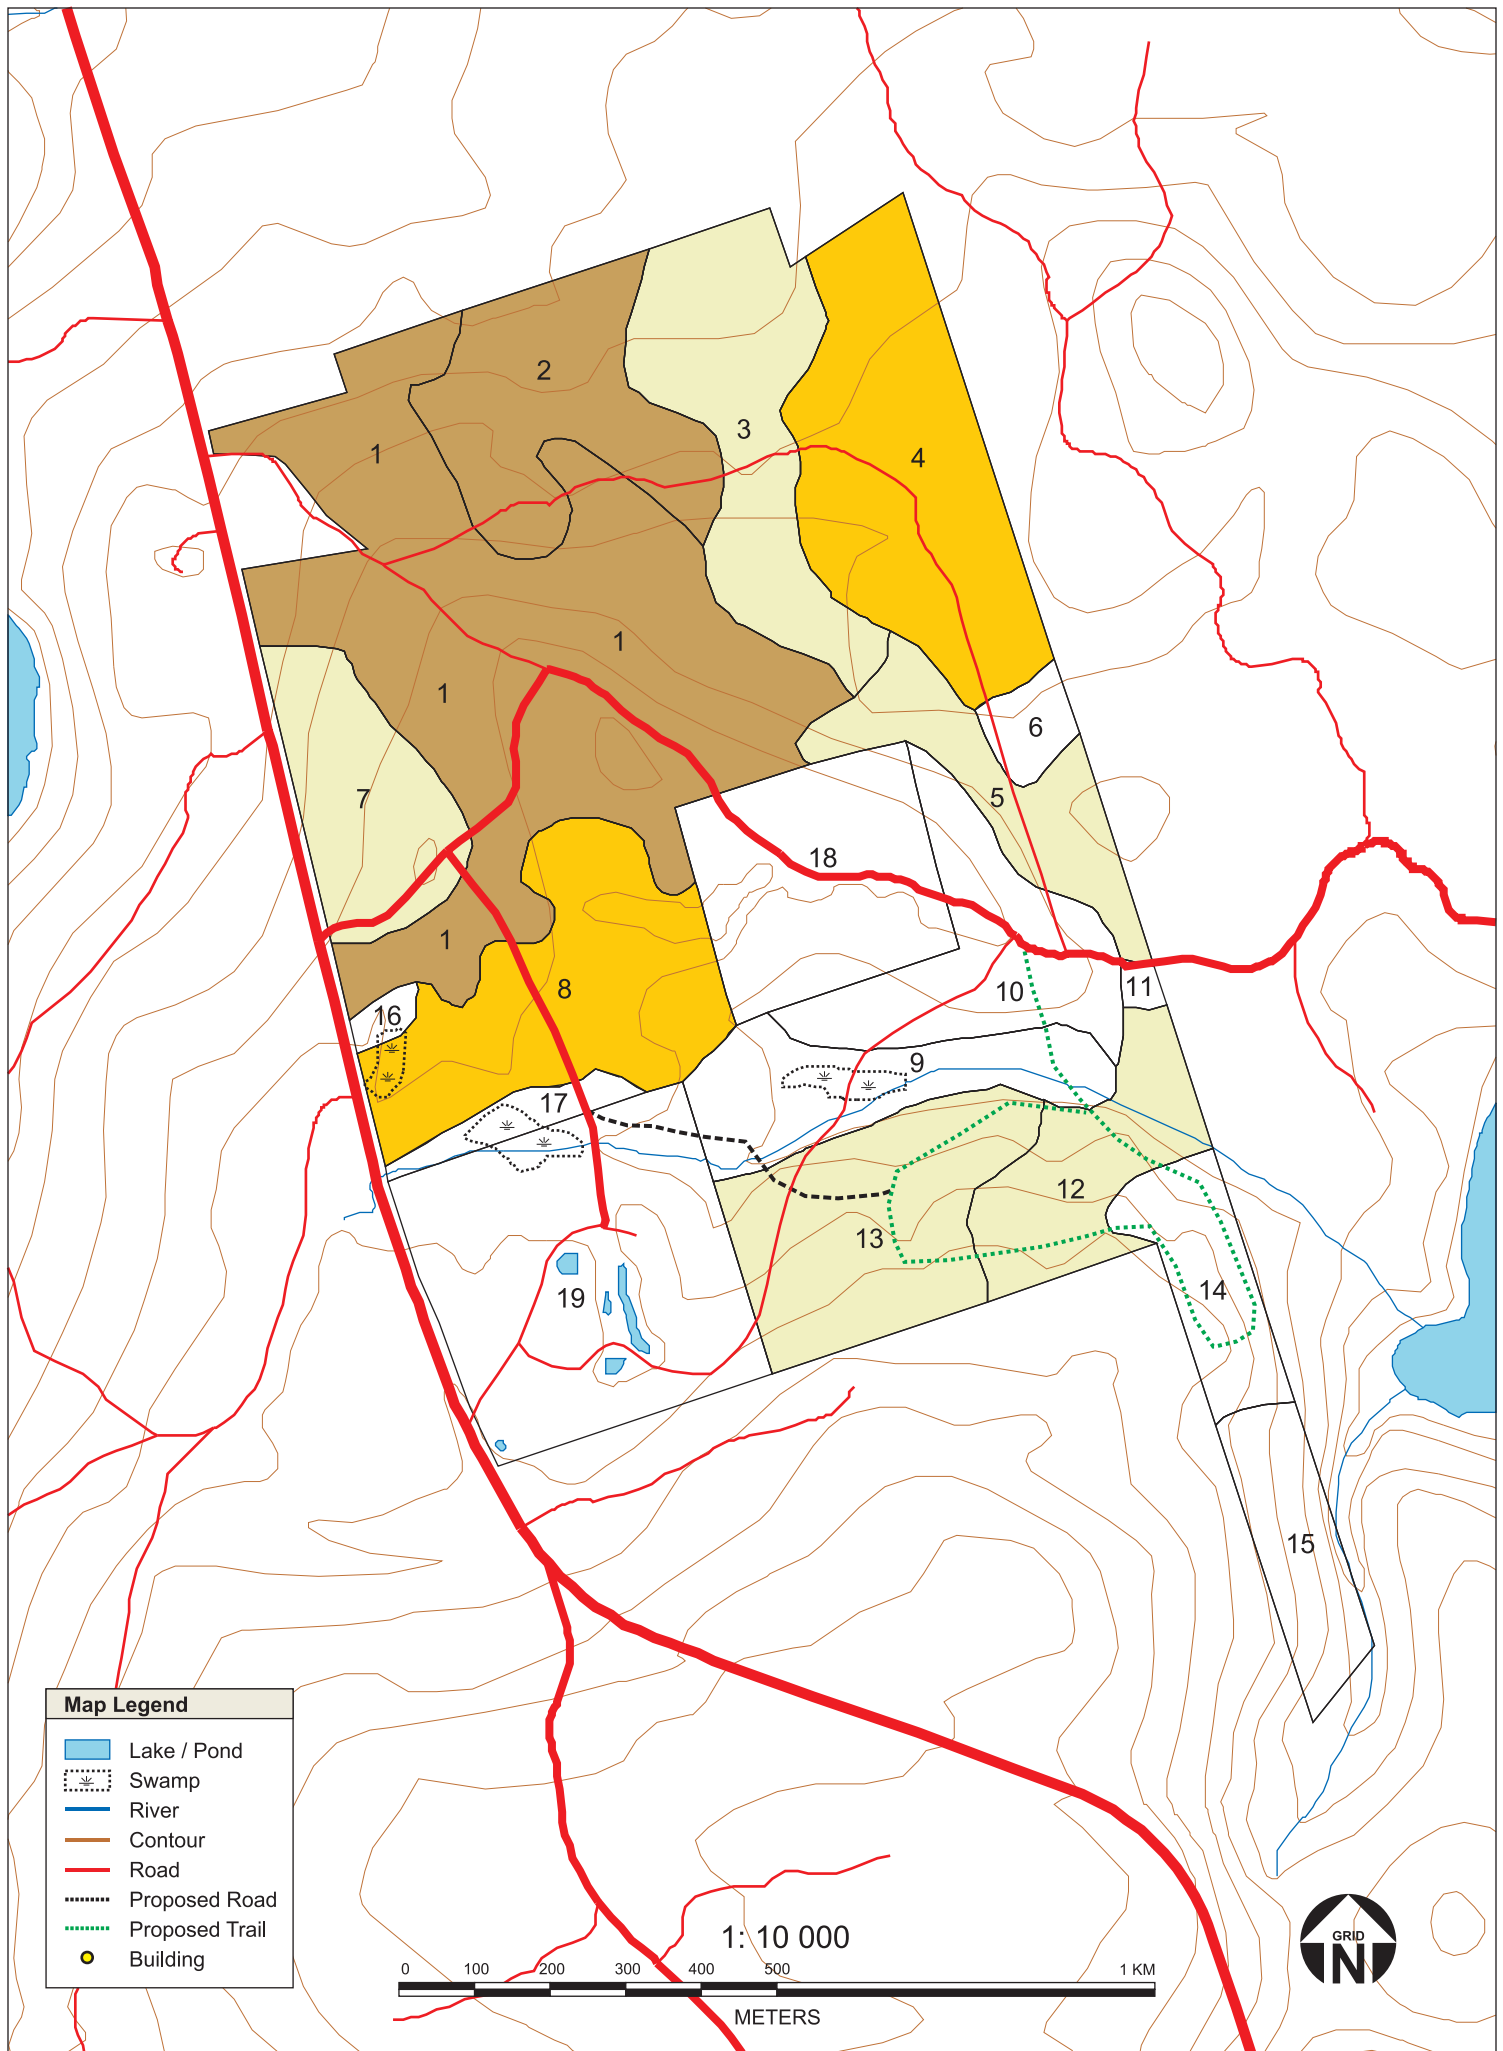 2
3
1
4
1
1
6
7
5
18
1
8
10
11
16
9
17
12
13
14
19
15
Map Legend
Lake / Pond
Swamp
River
Contour
Road
Proposed Road
Proposed Trail
Building
1: 10 000
0 100 200 300 400 500 1 KM
METERS
GRID
N